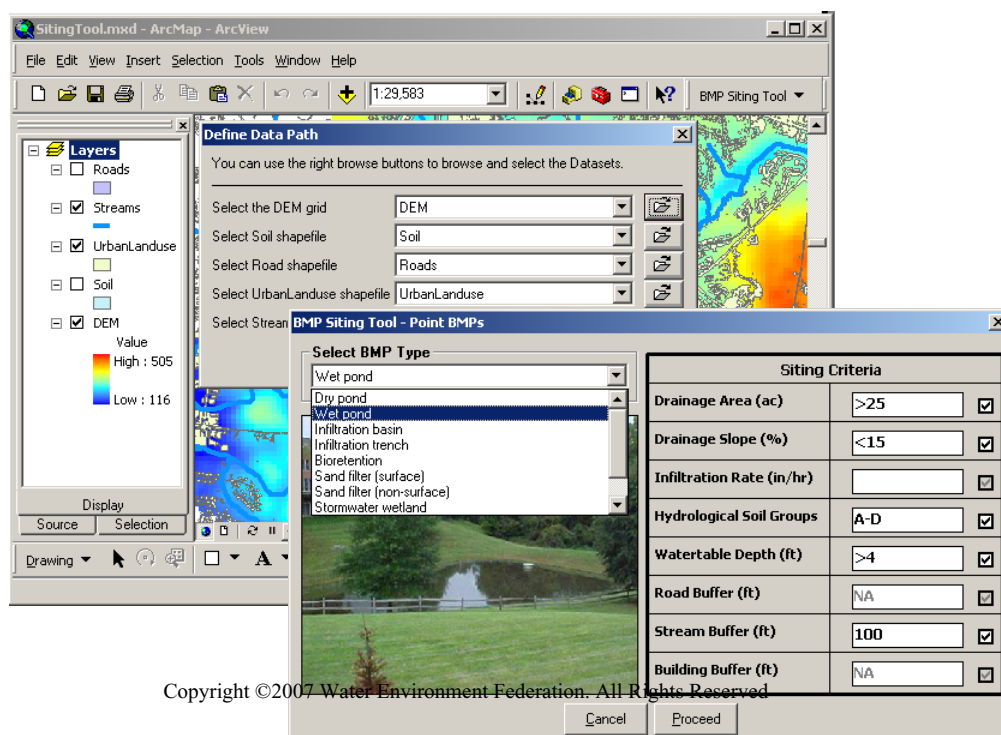 SitingTool.mxd - ArcMap - ArcView
File Edit View Insert Selection Tools Window Help
1:29,583
BMP Siting Tool
Layers
Roads
Streams
UrbanLanduse
Soil
DEM
Value
High : 505
Low : 116
Display
Source Selection
Drawing
A
Define Data Path
You can use the right browse buttons to browse and select the Datasets.
Select the DEM grid DEM
Select Soil shapefile Soil
Select Road shapefile Roads
Select UrbanLanduse shapefile UrbanLanduse
Select Strean
BMP Siting Tool - Point BMPs
Select BMP Type
Wet pond
Dry pond
Wet pond
Infiltration basin
Infiltration trench
Bioretention
Sand filter (surface)
Sand filter (non-surface)
Stormwater wetland
Siting Criteria
Drainage Area (ac) >25
Drainage Slope (%) <15
Infiltration Rate (in/hr)
Hydrological Soil Groups A-D
Watertable Depth (ft) >4
Road Buffer (ft) NA
Stream Buffer (ft) 100
Building Buffer (ft) NA
Copyright ©2007 Water Environment Federation. All Rights Reserved
Cancel Proceed